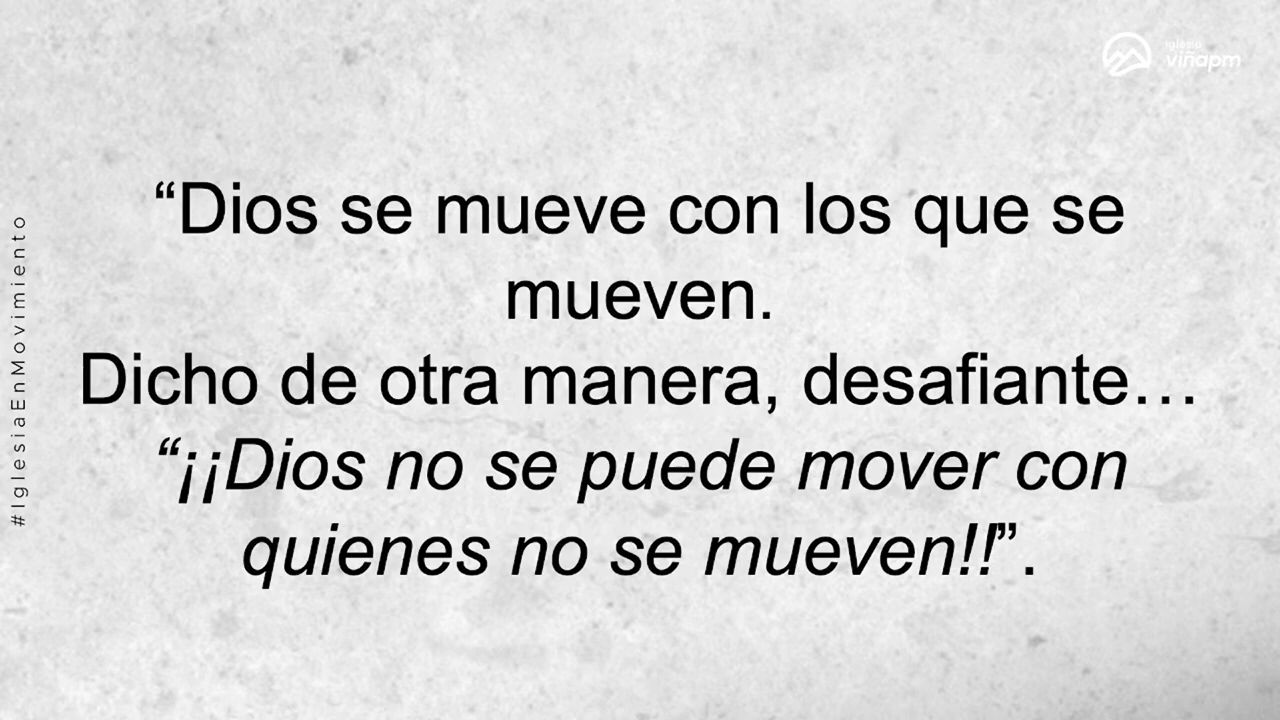 iglesia
viñapm
“Dios se mueve con los que se
mueven.
Dicho de otra manera, desafiante…
“¡¡Dios no se puede mover con
quienes no se mueven!!”.
#IglesiaEnMovimiento